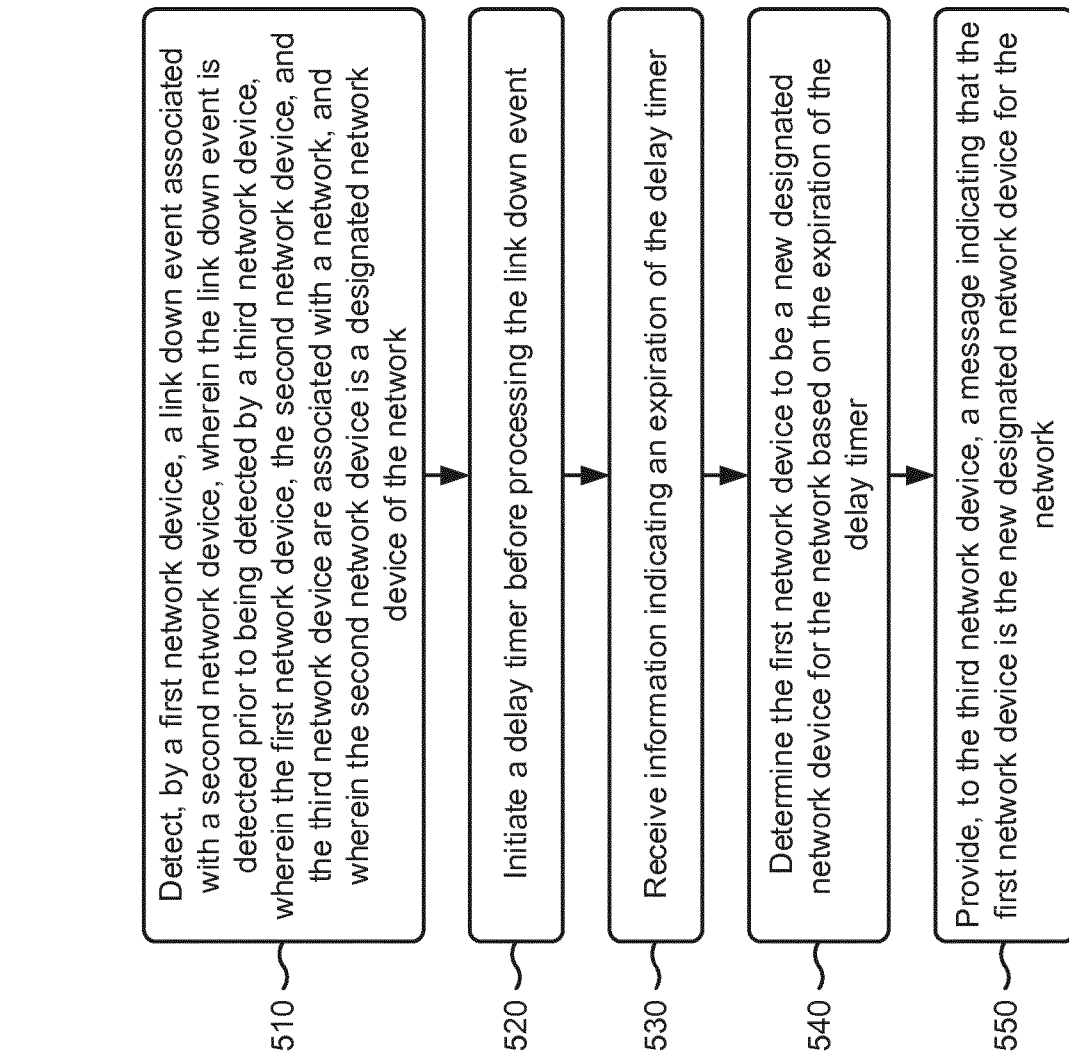 510
Detect, by a first network device, a link down event associated
with a second network device, wherein the link down event is
detected prior to being detected by a third network device,
wherein the first network device, the second network device, and
the third network device are associated with a network, and
wherein the second network device is a designated network
device of the network
520
Initiate a delay timer before processing the link down event
530
Receive information indicating an expiration of the delay timer
540
Determine the first network device to be a new designated
network device for the network based on the expiration of the
delay timer
550
Provide, to the third network device, a message indicating that the
first network device is the new designated network device for the
network